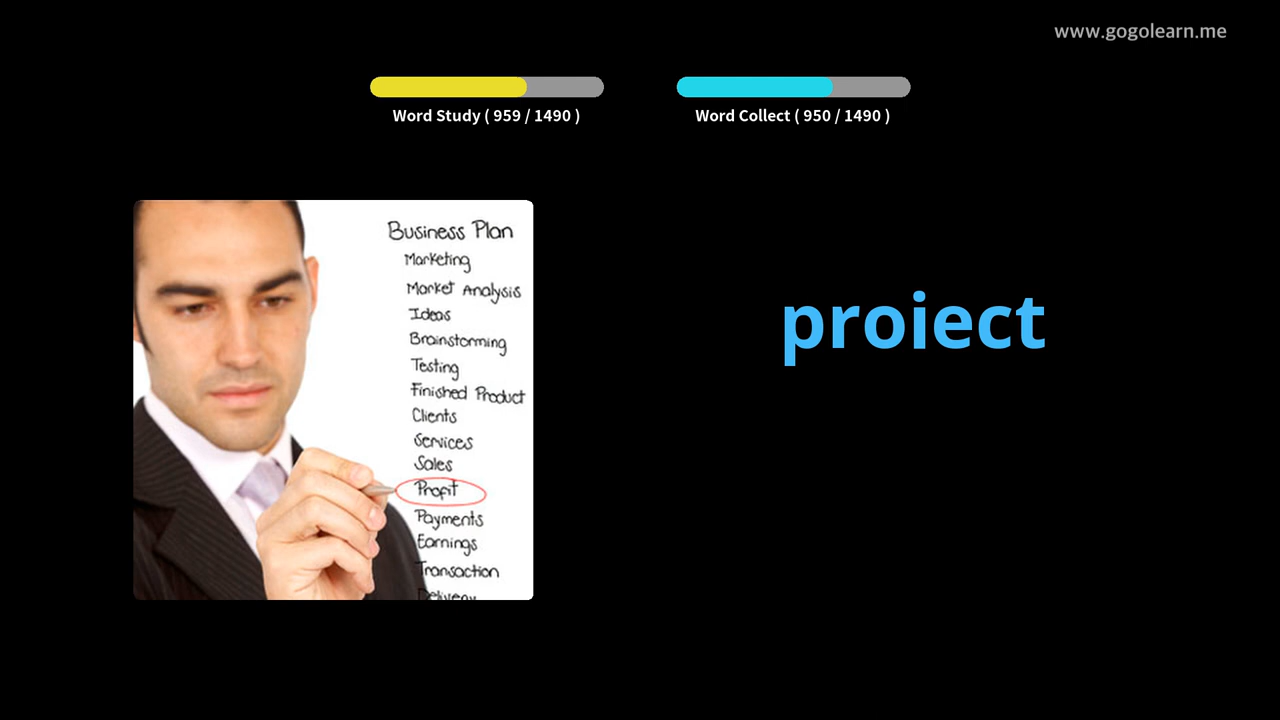 www.gogolearn.me
Word Study ( 959 / 1490 )
Word Collect ( 950 / 1490 )
Business Plan
Marketing
Market Analysis
Ideas
Brainstorming
Testing
Finished Product
Clients
Services
Sales
Profit
Payments
Earnings
Transaction
Delivery
proiect